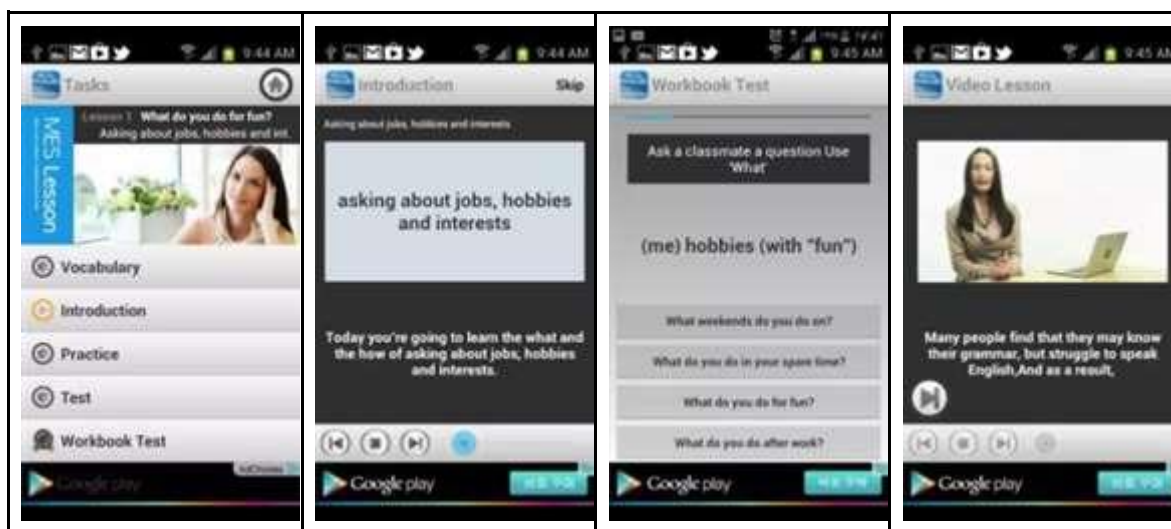 9:44 AM
Tasks
Lesson 1 What do you do for fun?
Asking about jobs, hobbies and int
MES Lesson
Vocabulary
Introduction
Practice
Test
Workbook Test
AdChoices
Google play
9:44 AM
Introduction
Skip
Asking about jobs, hobbies and interests
asking about jobs, hobbies
and interests
Today you're going to learn the what and
the how of asking about jobs, hobbies
and interests.
Google play
9:45 AM
Workbook Test
Ask a classmate a question Use
'What'
(me) hobbies (with "fun")
What weekends do you do on?
What do you do in your spare time?
What do you do for fun?
What do you do after work?
Google play
9:45 AM
Video Lesson
Many people find that they may know
their grammar, but struggle to speak
English,And as a result,
Google play